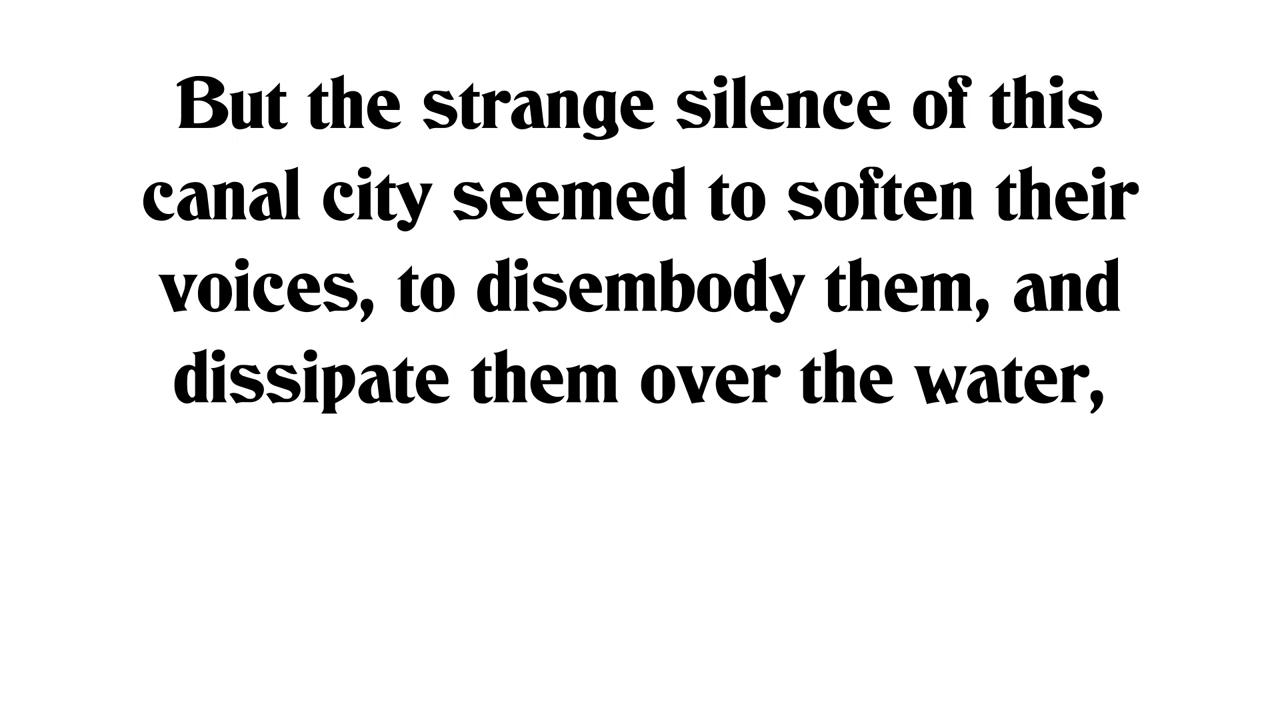 But the strange silence of this
canal city seemed to soften their
voices, to disembody them, and
dissipate them over the water,